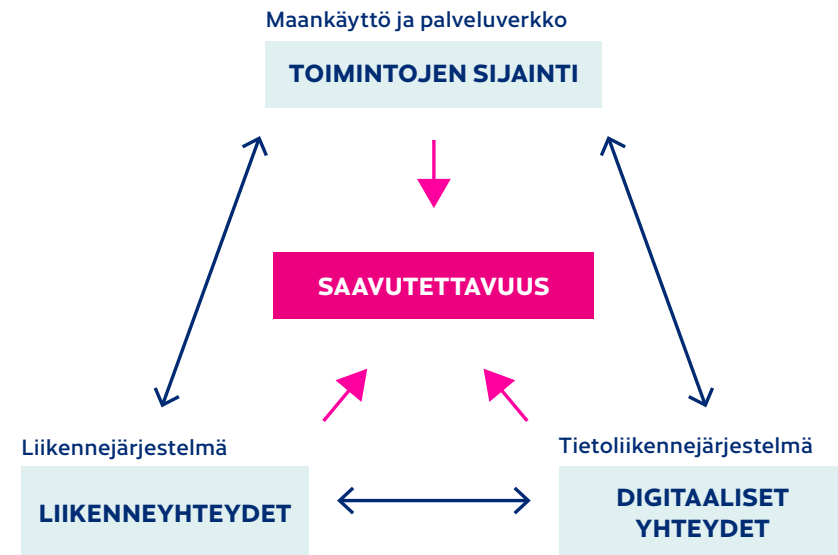 Maankäyttö ja palveluverkko
TOIMINTOJEN SIJAINTI
SAAVUTETTAVUUS
Liikennejärjestelmä
LIIKENNEYHTEYDET
Tietoliikennejärjestelmä
DIGITAALISET
YHTEYDET